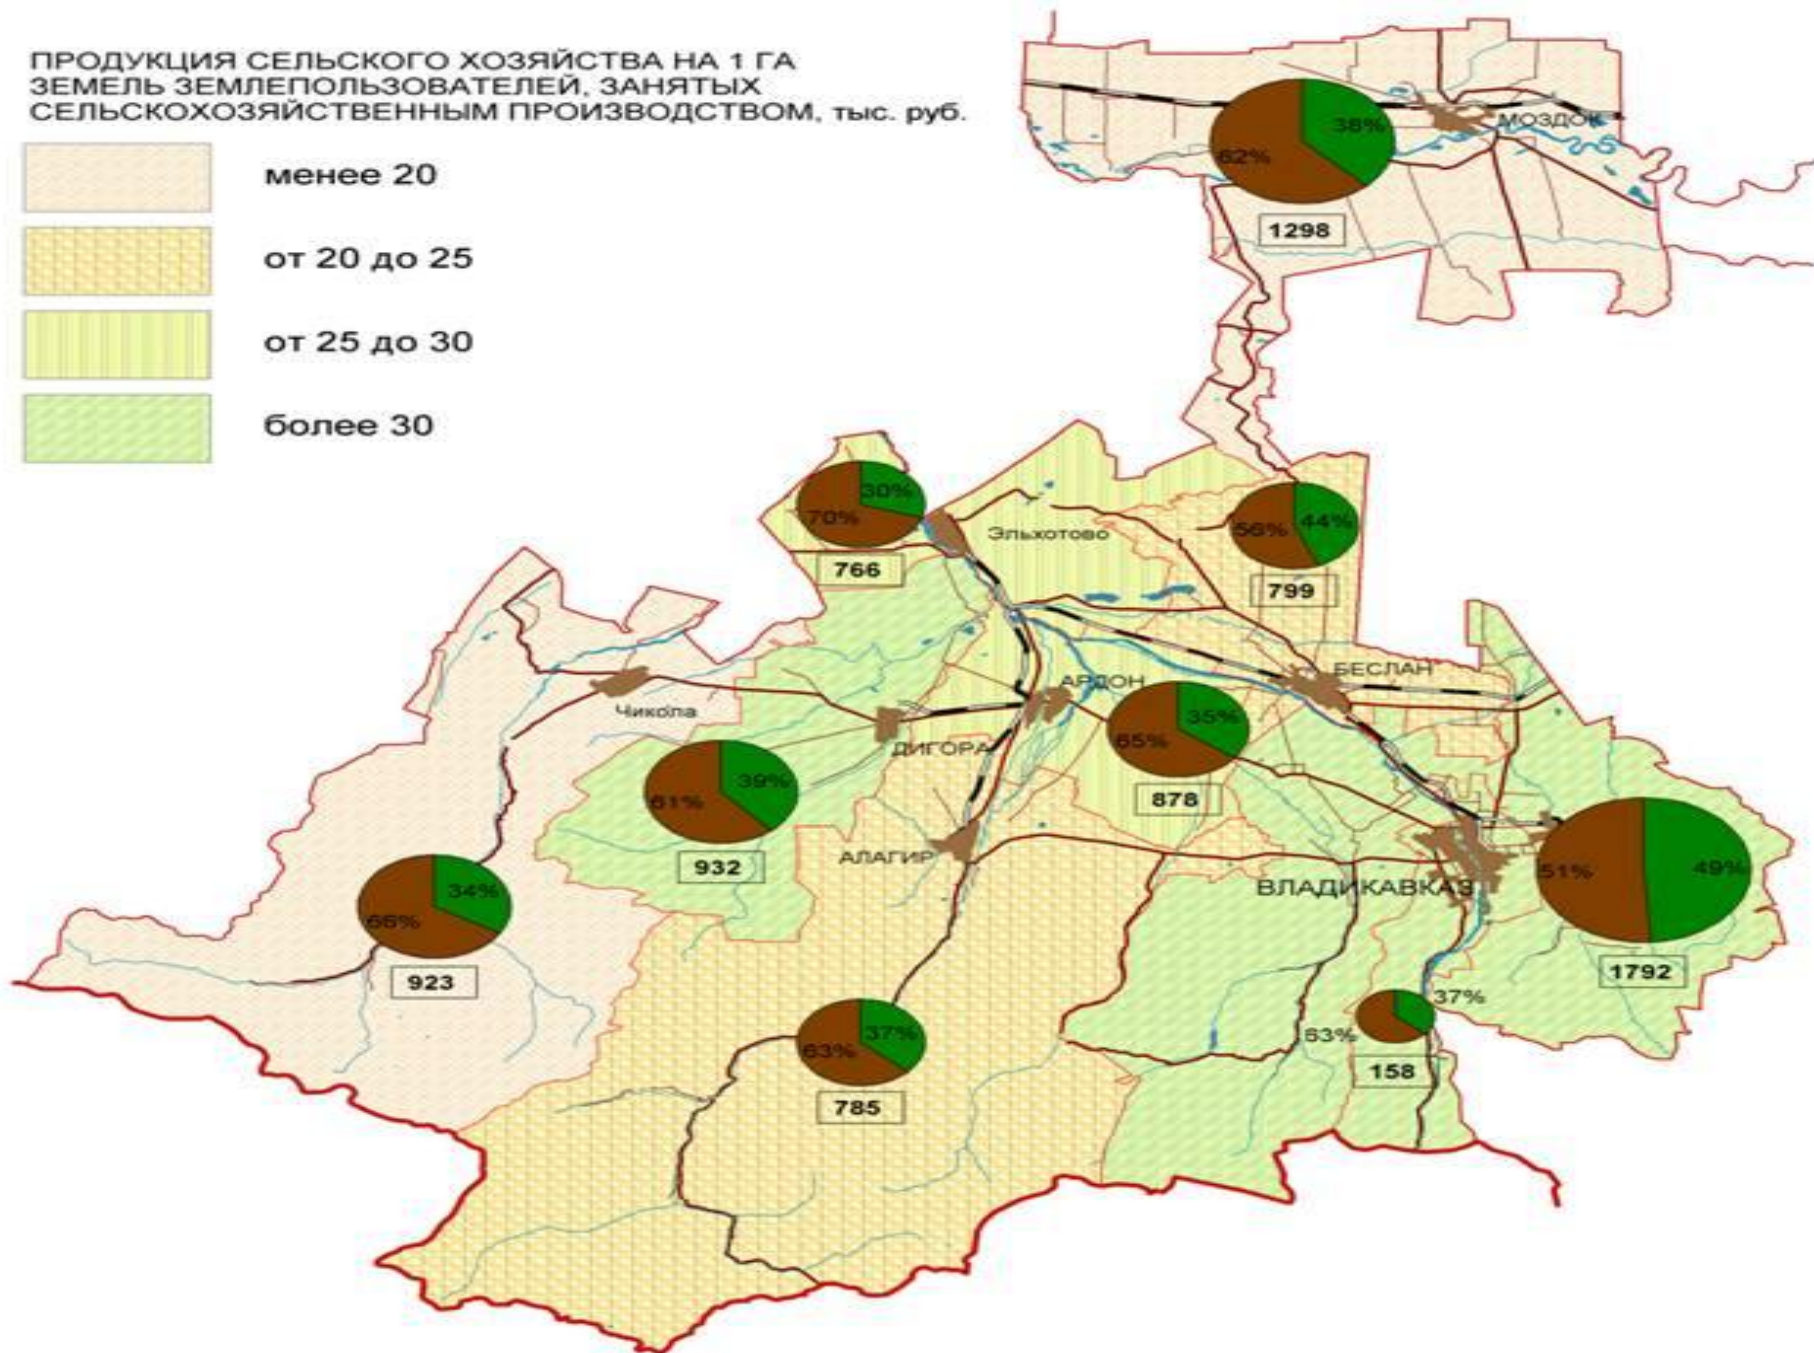 ПРОДУКЦИЯ СЕЛЬСКОГО ХОЗЯЙСТВА НА 1 ГА
ЗЕМЕЛЬ ЗЕМЛЕПОЛЬЗОВАТЕЛЕЙ, ЗАНЯТЫХ
СЕЛЬСКОХОЗЯЙСТВЕННЫМ ПРОИЗВОДСТВОМ, тыс. руб.
менее 20
от 20 до 25
от 25 до 30
более 30
МОЗДОК
38%
62%
1298
30%
70%
766
Эльхотово
56%
44%
799
БЕСЛАН
АРДОН
Чикола
ДИГОРА
35%
65%
878
39%
61%
932
АЛАГИР
ВЛАДИКАВКАЗ
51%
49%
1792
34%
66%
923
37%
63%
785
37%
63%
158